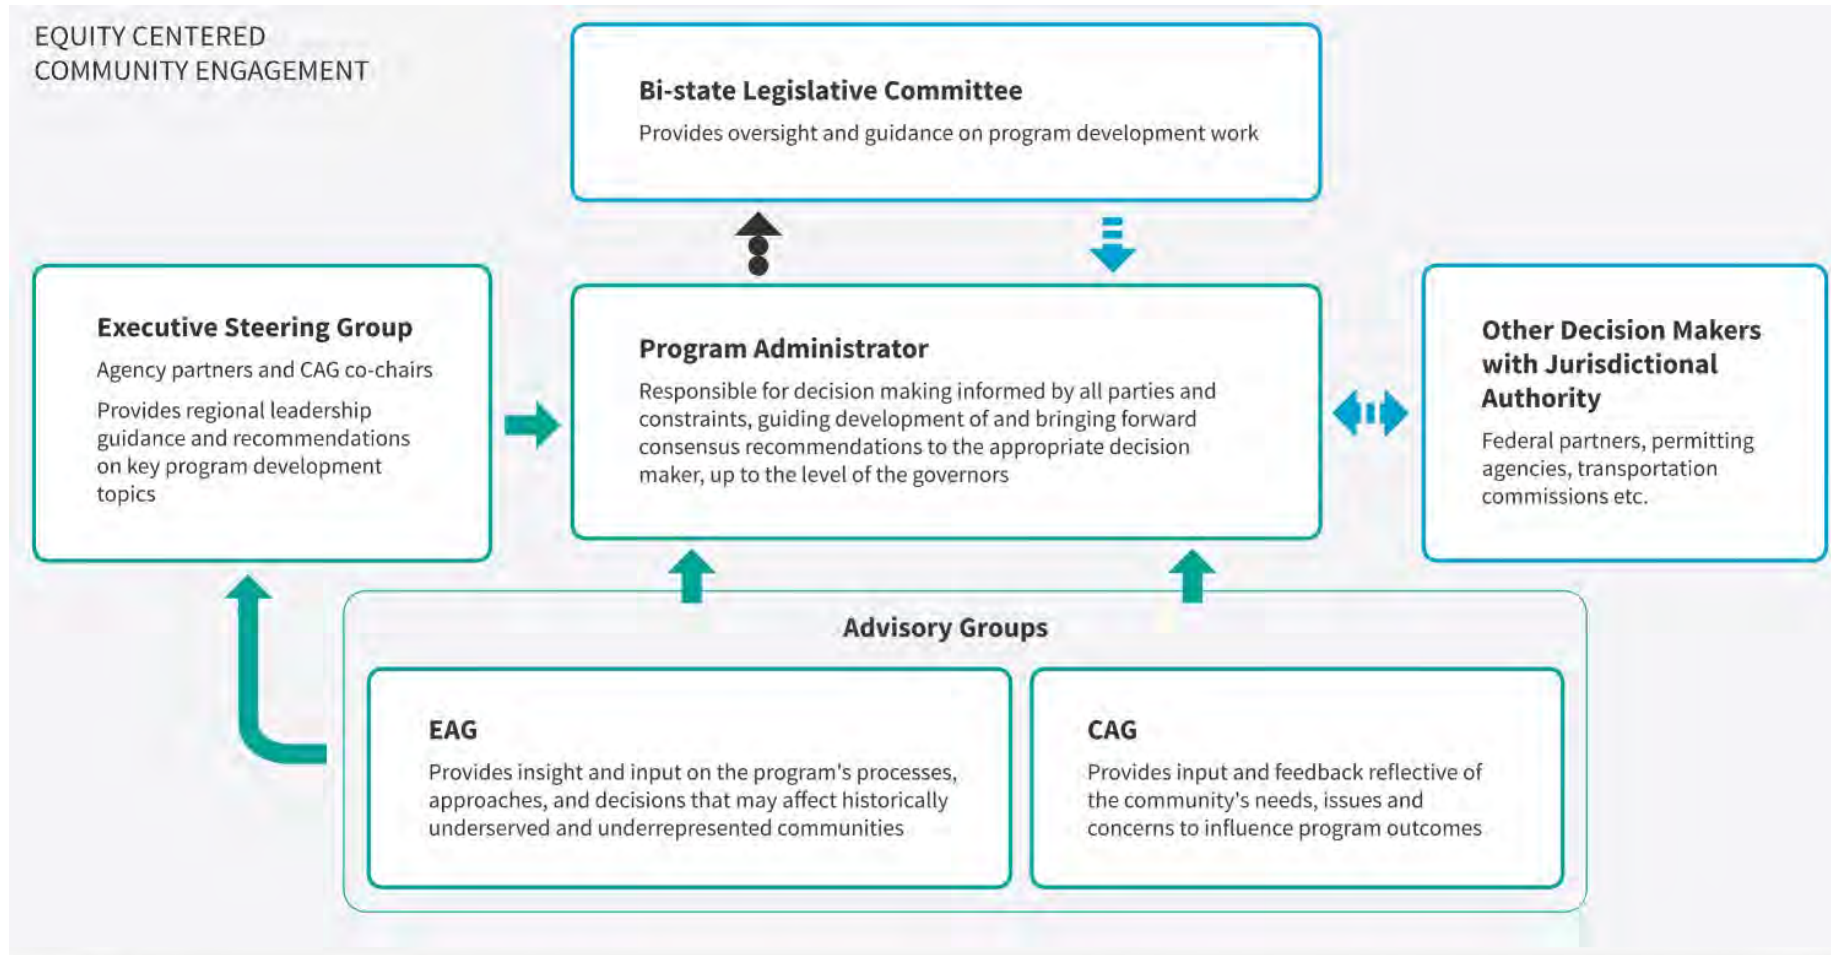 EQUITY CENTERED
COMMUNITY ENGAGEMENT
Bi-state Legislative Committee
Provides oversight and guidance on program development work
Executive Steering Group
Agency partners and CAG co-chairs
Provides regional leadership
guidance and recommendations
on key program development
topics
Program Administrator
Responsible for decision making informed by all parties and
constraints, guiding development of and bringing forward
consensus recommendations to the appropriate decision
maker, up to the level of the governors
Other Decision Makers
with Jurisdictional
Authority
Federal partners, permitting
agencies, transportation
commissions etc.
Advisory Groups
EAG
Provides insight and input on the program's processes,
approaches, and decisions that may affect historically
underserved and underrepresented communities
CAG
Provides input and feedback reflective of
the community's needs, issues and
concerns to influence program outcomes